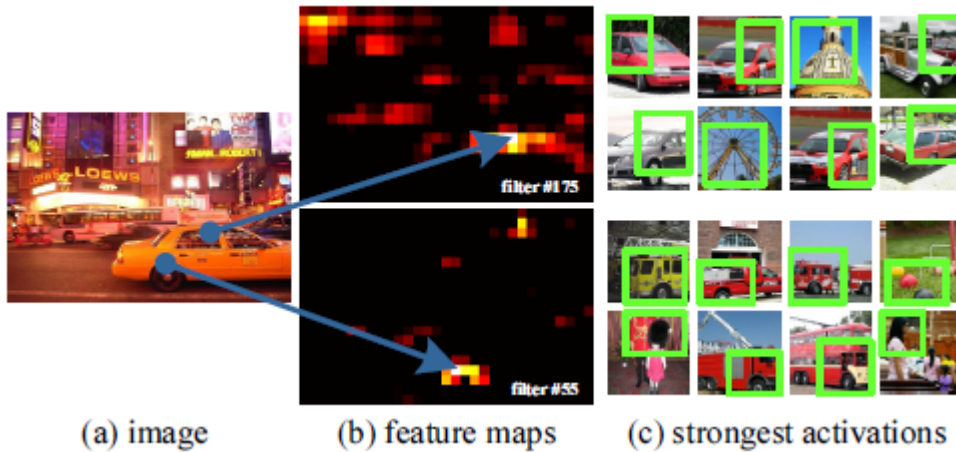 LOEWS
filter #175
filter #55
(a) image
(b) feature maps
(c) strongest activations